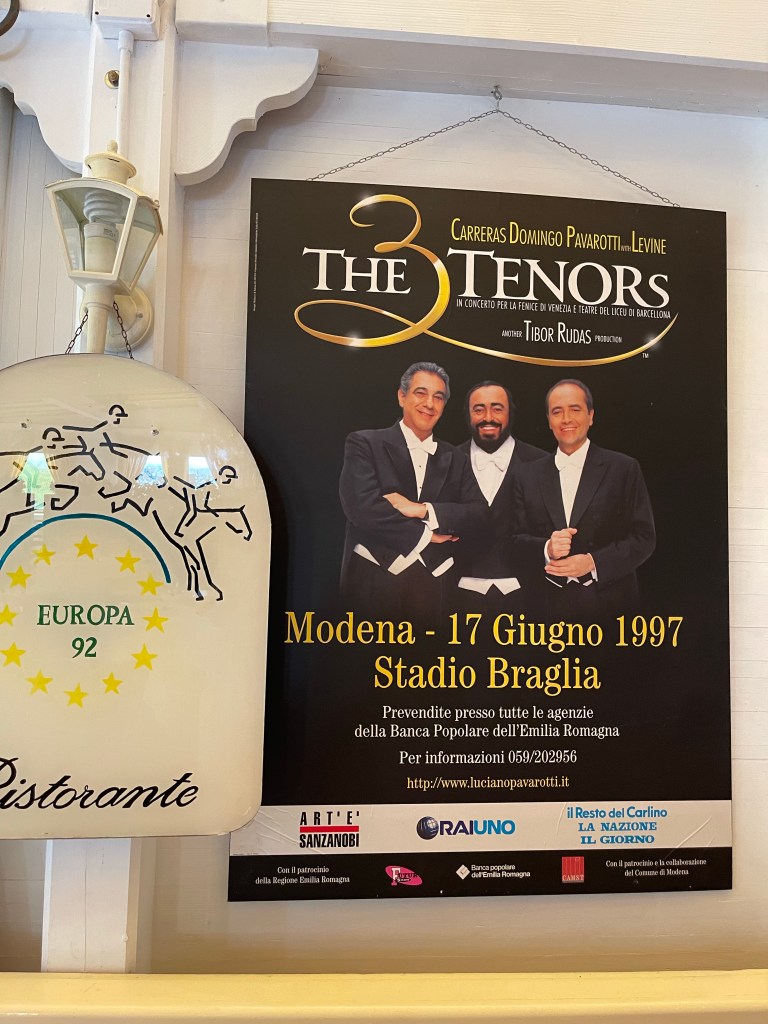 CARRERAS DOMINGO PAVAROTTI WITH LEVINE
THE 3 TENORS
IN CONCERTO PER LA FENICE DI VENEZIA E TEATRE DEL LICEU DI BARCELLONA
ANOTHER TIBOR RUDAS PRODUCTION
TM
Modena - 17 Giugno 1997
Stadio Braglia
Prevendite presso tutte le agenzie
della Banca Popolare dell'Emilia Romagna
Per informazioni 059/202956
http://www.lucianopavarotti.it
ART'E'
SANZANOBI
RAIUNO
il Resto del Carlino
LA NAZIONE
IL GIORNO
Con il patrocinio
della Regione Emilia Romagna
Banca popolare
dell'Emilia Romagna
Con il patrocinio e la collaborazione
del Comune di Modena
EUROPA
92
Ristorante